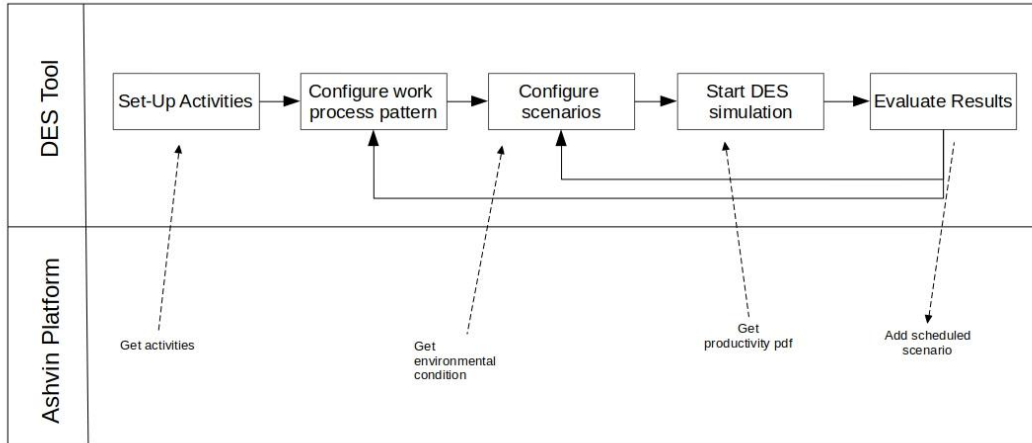 DES Tool
Set-Up Activities
Configure work
process pattern
Configure
scenarios
Start DES
simulation
Evaluate Results
Ashvin Platform
Get activities
Get
environmental
condition
Get
productivity pdf
Add scheduled
scenario